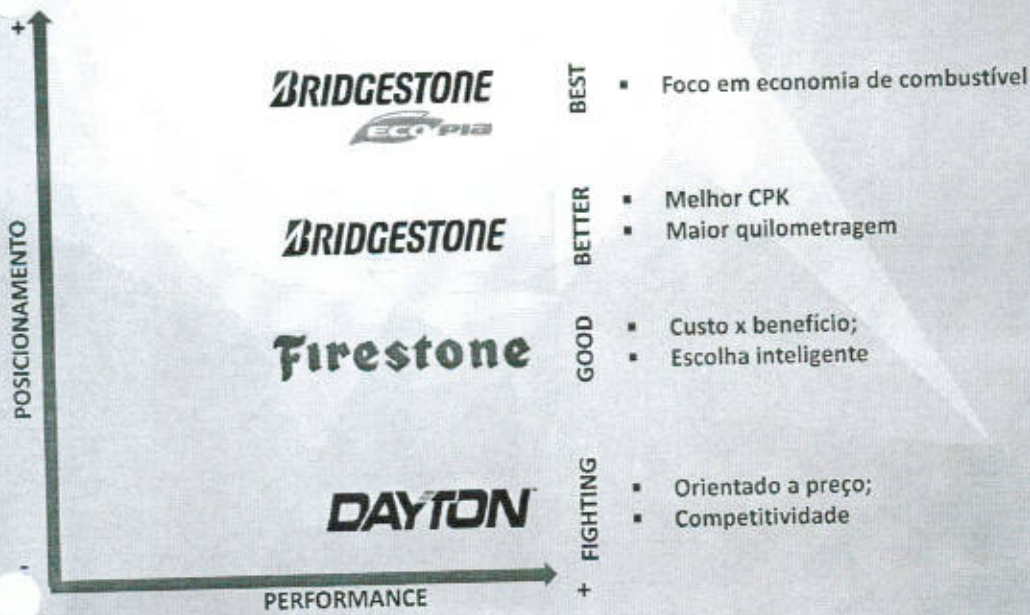 +
BRIDGESTONE
ECOPIA
BEST
▪ Foco em economia de combustível
BRIDGESTONE
BETTER
▪ Melhor CPK
▪ Maior quilometragem
POSICIONAMENTO
Firestone
GOOD
▪ Custo x benefício;
▪ Escolha inteligente
DAYTON
FIGHTING
▪ Orientado a preço;
▪ Competitividade
-
PERFORMANCE
+